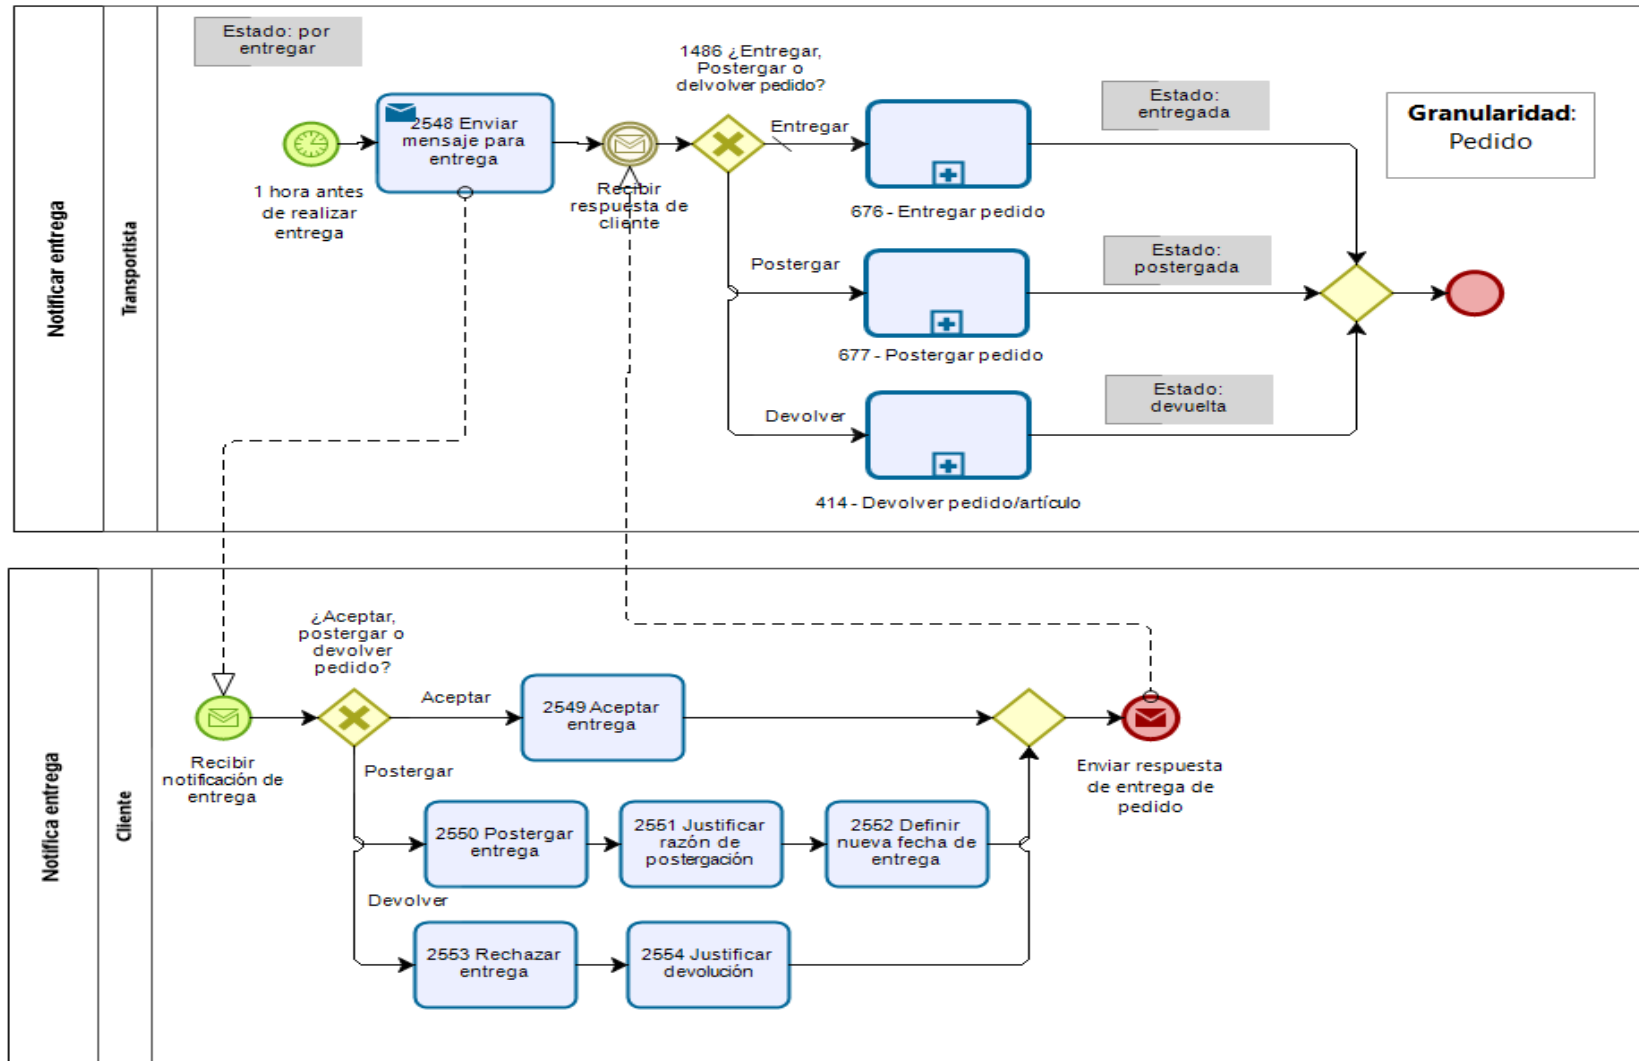 Notificar entrega
Transportista
Estado: por
entregar
1 hora antes
de realizar
entrega
2548 Enviar
mensaje para
entrega
Recibir
respuesta de
cliente
1486 ¿Entregar,
Postergar o
delvolver pedido?
Entregar
676 - Entregar pedido
Estado:
entregada
Granularidad:
Pedido
Postergar
677 - Postergar pedido
Estado:
postergada
Devolver
414 - Devolver pedido/artículo
Estado:
devuelta
Notifica entrega
Cliente
Recibir
notificación de
entrega
¿Aceptar,
postergar o
devolver
pedido?
Aceptar
2549 Aceptar
entrega
Postergar
2550 Postergar
entrega
2551 Justificar
razón de
postergación
2552 Definir
nueva fecha de
entrega
Devolver
2553 Rechazar
entrega
2554 Justificar
devolución
Enviar respuesta
de entrega de
pedido